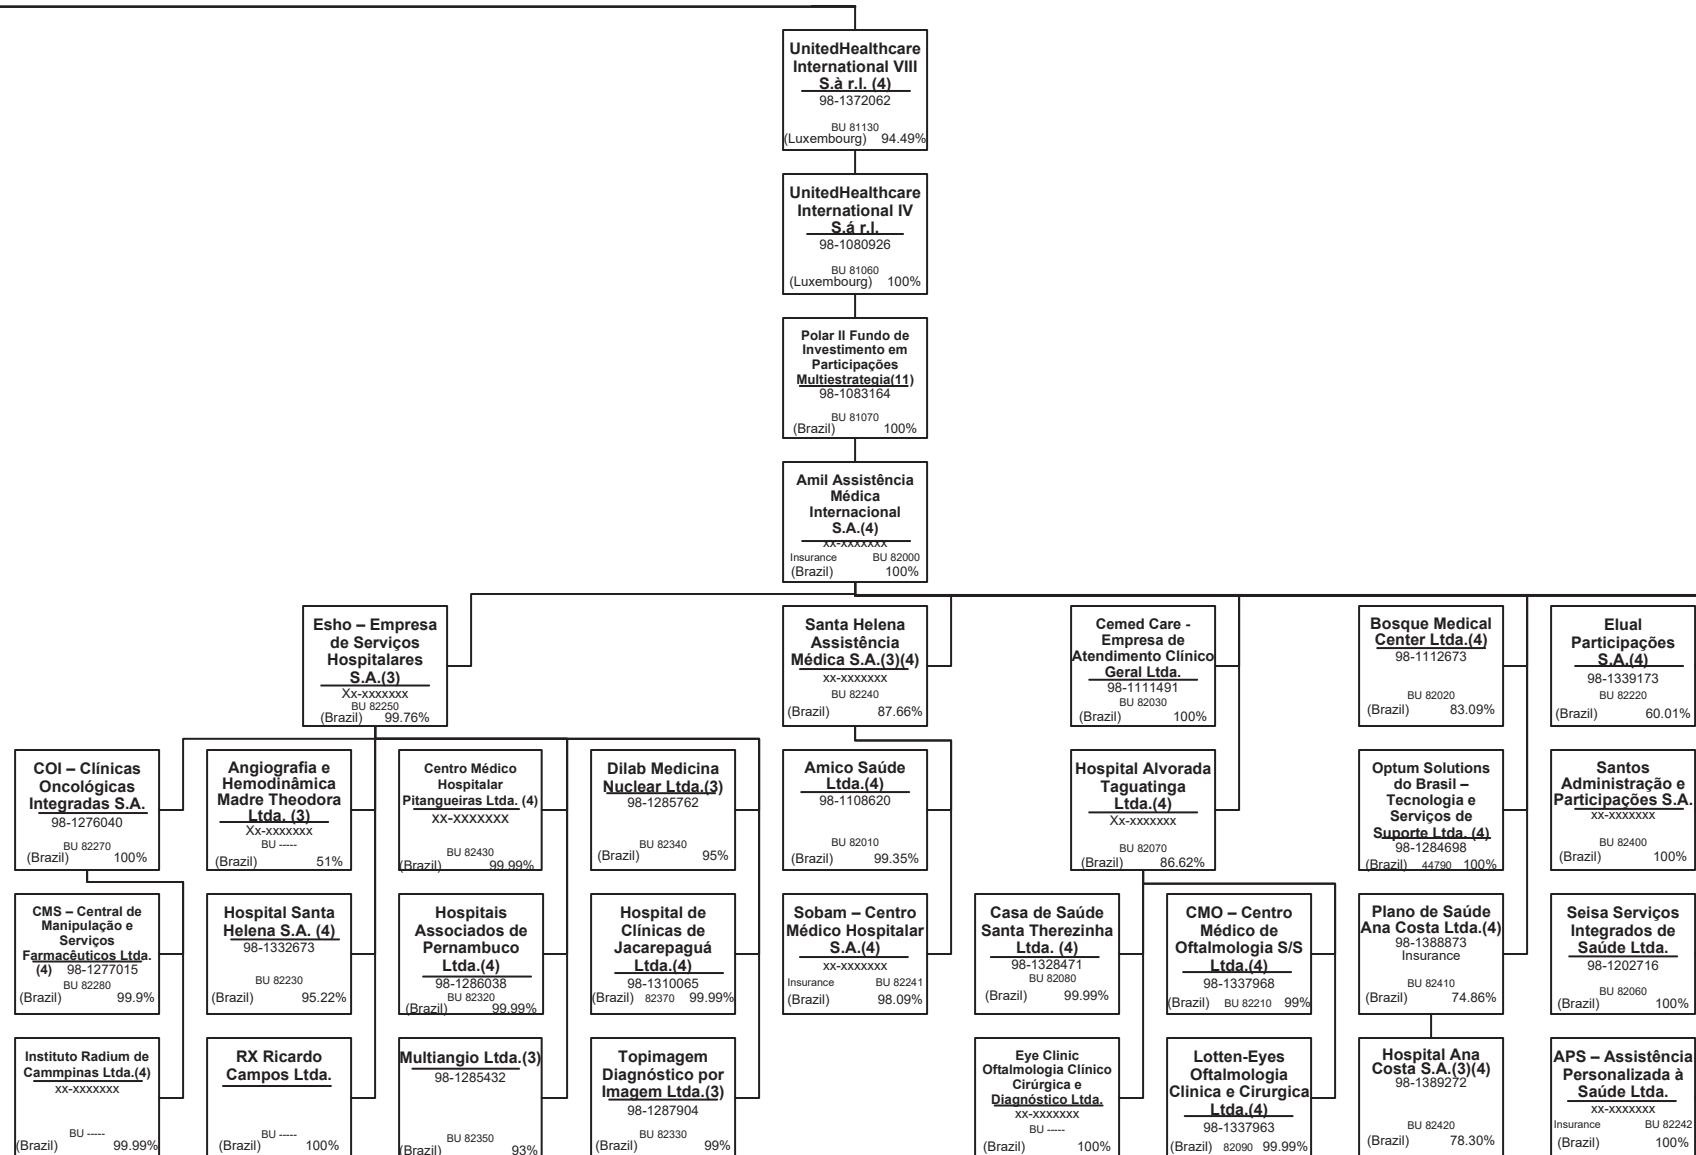 UnitedHealthcare
International VIII
S.à r.l. (4)
98-1372062
BU 81130
(Luxembourg) 94.49%
UnitedHealthcare
International IV
S.á r.l.
98-1080926
BU 81060
(Luxembourg) 100%
Polar II Fundo de
Investimento em
Participações
Multiestrategia(11)
98-1083164
BU 81070
(Brazil) 100%
Amil Assistência
Médica
Internacional
S.A.(4)
xx-xxxxxxx
Insurance BU 82000
(Brazil) 100%
Esho – Empresa
de Serviços
Hospitalares
S.A.(3)
Xx-xxxxxxx
BU 82250
(Brazil) 99.76%
Santa Helena
Assistência
Médica S.A.(3)(4)
xx-xxxxxxx
BU 82240
(Brazil) 87.66%
Cemed Care -
Empresa de
Atendimento Clínico
Geral Ltda.
98-1111491
BU 82030
(Brazil) 100%
Bosque Medical
Center Ltda.(4)
98-1112673
BU 82020
(Brazil) 83.09%
Elual
Participações
S.A.(4)
98-1339173
BU 82220
(Brazil) 60.01%
COI – Clínicas
Oncológicas
Integradas S.A.
98-1276040
BU 82270
(Brazil) 100%
Angiografia e
Hemodinâmica
Madre Theodora
Ltda. (3)
Xx-xxxxxxx
BU -----
(Brazil) 51%
Centro Médico
Hospitalar
Pitangueiras Ltda. (4)
xx-xxxxxxx
BU 82430
(Brazil) 99.99%
Dilab Medicina
Nuclear Ltda.(3)
98-1285762
BU 82340
(Brazil) 95%
Amico Saúde
Ltda.(4)
98-1108620
BU 82010
(Brazil) 99.35%
Hospital Alvorada
Taguatinga
Ltda.(4)
Xx-xxxxxxx
BU 82070
(Brazil) 86.62%
Optum Solutions
do Brasil –
Tecnologia e
Serviços de
Suporte Ltda. (4)
98-1284698
(Brazil) 44790 100%
Santos
Administração e
Participações S.A.
xx-xxxxxxx
BU 82400
(Brazil) 100%
CMS – Central de
Manipulação e
Serviços
Farmacêuticos Ltda.
(4) 98-1277015
BU 82280
(Brazil) 99.9%
Hospital Santa
Helena S.A. (4)
98-1332673
BU 82230
(Brazil) 95.22%
Hospitais
Associados de
Pernambuco
Ltda.(4)
98-1286038
BU 82320
(Brazil) 99.99%
Hospital de
Clínicas de
Jacarepaguá
Ltda.(4)
98-1310065
(Brazil) 82370 99.99%
Sobam – Centro
Médico Hospitalar
S.A.(4)
xx-xxxxxxx
Insurance BU 82241
(Brazil) 98.09%
Casa de Saúde
Santa Therezinha
Ltda. (4)
98-1328471
BU 82080
(Brazil) 99.99%
CMO – Centro
Médico de
Oftalmologia S/S
Ltda.(4)
98-1337968
(Brazil) BU 82210 99%
Plano de Saúde
Ana Costa Ltda.(4)
98-1388873
Insurance
BU 82410
(Brazil) 74.86%
Seisa Serviços
Integrados de
Saúde Ltda.
98-1202716
BU 82060
(Brazil) 100%
Instituto Radium de
Cammpinas Ltda.(4)
xx-xxxxxxx
BU -----
(Brazil) 99.99%
RX Ricardo
Campos Ltda.
BU -----
(Brazil) 100%
Multiangio Ltda.(3)
98-1285432
BU 82350
(Brazil) 93%
Topimagem
Diagnóstico por
Imagem Ltda.(3)
98-1287904
BU 82330
(Brazil) 99%
Eye Clinic
Oftalmologia Clínico
Cirúrgica e
Diagnóstico Ltda.
xx-xxxxxxx
BU -----
(Brazil) 100%
Lotten-Eyes
Oftalmologia
Clinica e Cirurgica
Ltda.(4)
98-1337963
(Brazil) 82090 99.99%
Hospital Ana
Costa S.A.(3)(4)
98-1389272
BU 82420
(Brazil) 78.30%
APS – Assistência
Personalizada à
Saúde Ltda.
xx-xxxxxxx
Insurance BU 82242
(Brazil) 100%